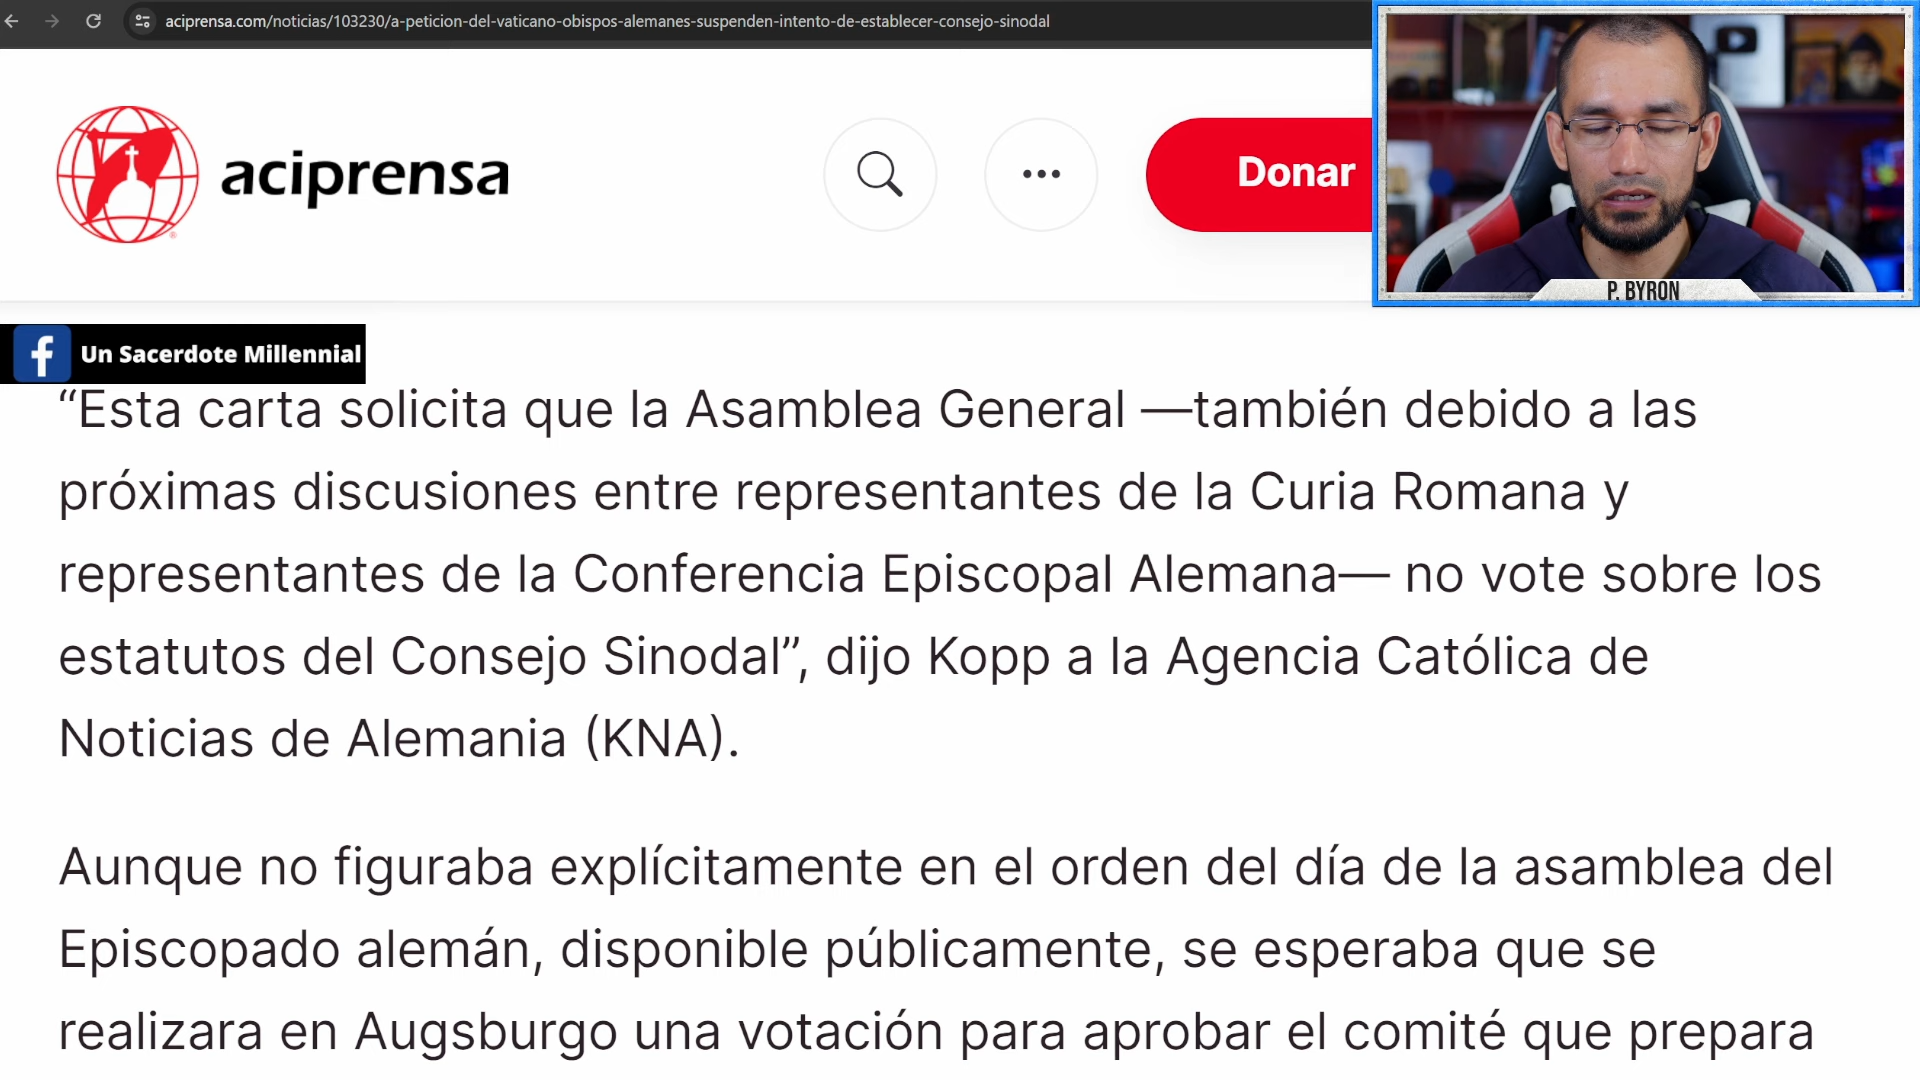 aciprensa.com/noticias/103230/a-peticion-del-vaticano-obispos-alemanes-suspenden-intento-de-establecer-consejo-sinodal
aciprensa
Donar
P. BYRON
Un Sacerdote Millennial
“Esta carta solicita que la Asamblea General —también debido a las
próximas discusiones entre representantes de la Curia Romana y
representantes de la Conferencia Episcopal Alemana— no vote sobre los
estatutos del Consejo Sinodal”, dijo Kopp a la Agencia Católica de
Noticias de Alemania (KNA).
Aunque no figuraba explícitamente en el orden del día de la asamblea del
Episcopado alemán, disponible públicamente, se esperaba que se
realizara en Augsburgo una votación para aprobar el comité que prepara